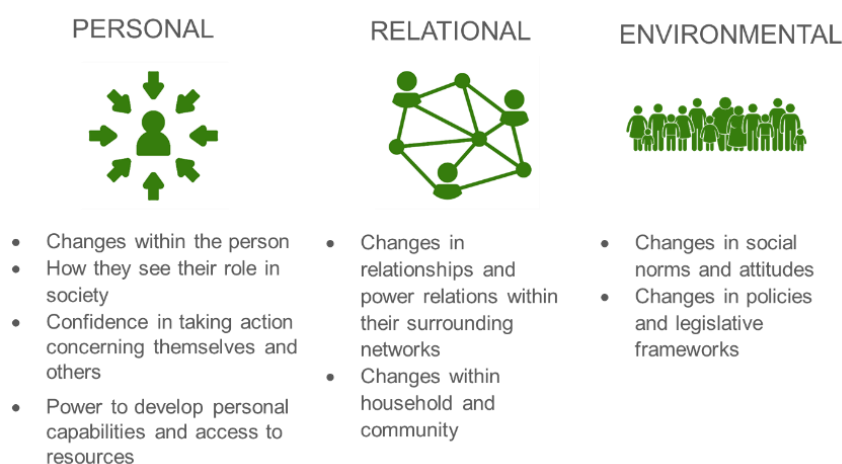 PERSONAL
• Changes within the person
• How they see their role in
society
• Confidence in taking action
concerning themselves and
others
• Power to develop personal
capabilities and access to
resources
RELATIONAL
• Changes in
relationships and
power relations within
their surrounding
networks
• Changes within
household and
community
ENVIRONMENTAL
• Changes in social
norms and attitudes
• Changes in policies
and legislative
frameworks